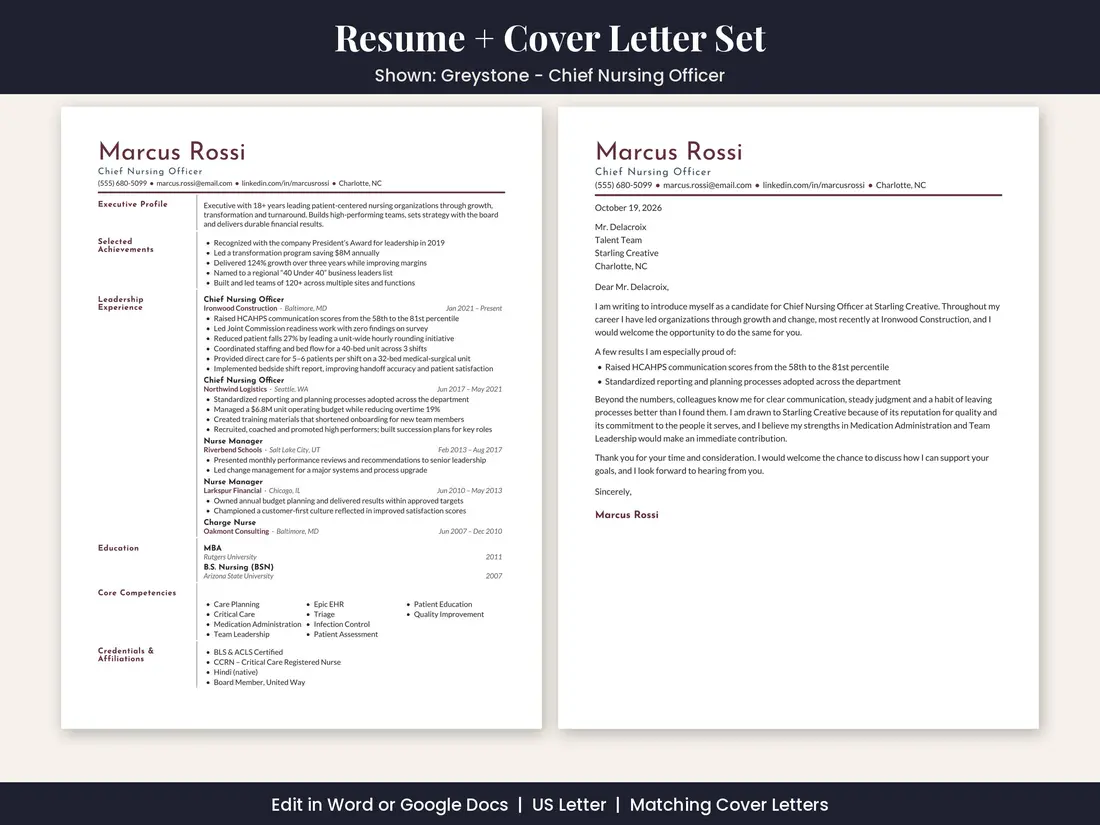 Resume + Cover Letter Set
Shown: Greystone - Chief Nursing Officer
Marcus Rossi
Chief Nursing Officer
(555) 680-5099 ● marcus.rossi@email.com ● linkedin.com/in/marcusrossi ● Charlotte, NC
Executive Profile
Executive with 18+ years leading patient-centered nursing organizations through growth,
transformation and turnaround. Builds high-performing teams, sets strategy with the board
and delivers durable financial results.
Selected
Achievements
• Recognized with the company President's Award for leadership in 2019
• Led a transformation program saving $8M annually
• Delivered 124% growth over three years while improving margins
• Named to a regional "40 Under 40" business leaders list
• Built and led teams of 120+ across multiple sites and functions
Leadership
Experience
Chief Nursing Officer
Ironwood Construction - Baltimore, MD Jan 2021 – Present
• Raised HCAHPS communication scores from the 58th to the 81st percentile
• Led Joint Commission readiness work with zero findings on survey
• Reduced patient falls 27% by leading a unit-wide hourly rounding initiative
• Coordinated staffing and bed flow for a 40-bed unit across 3 shifts
• Provided direct care for 5–6 patients per shift on a 32-bed medical-surgical unit
• Implemented bedside shift report, improving handoff accuracy and patient satisfaction
Chief Nursing Officer
Northwind Logistics - Seattle, WA Jun 2017 – May 2021
• Standardized reporting and planning processes adopted across the department
• Managed a $6.8M unit operating budget while reducing overtime 19%
• Created training materials that shortened onboarding for new team members
• Recruited, coached and promoted high performers; built succession plans for key roles
Nurse Manager
Riverbend Schools - Salt Lake City, UT Feb 2013 – Aug 2017
• Presented monthly performance reviews and recommendations to senior leadership
• Led change management for a major systems and process upgrade
Nurse Manager
Larkspur Financial - Chicago, IL Jun 2010 – May 2013
• Owned annual budget planning and delivered results within approved targets
• Championed a customer-first culture reflected in improved satisfaction scores
Charge Nurse
Oakmont Consulting - Baltimore, MD Jun 2007 – Dec 2010
Education
MBA
Rutgers University 2011
B.S. Nursing (BSN)
Arizona State University 2007
Core Competencies
• Care Planning • Epic EHR • Patient Education
• Critical Care • Triage • Quality Improvement
• Medication Administration • Infection Control
• Team Leadership • Patient Assessment
Credentials &
Affiliations
• BLS & ACLS Certified
• CCRN – Critical Care Registered Nurse
• Hindi (native)
• Board Member, United Way
Marcus Rossi
Chief Nursing Officer
(555) 680-5099 ● marcus.rossi@email.com ● linkedin.com/in/marcusrossi ● Charlotte, NC
October 19, 2026
Mr. Delacroix
Talent Team
Starling Creative
Charlotte, NC
Dear Mr. Delacroix,
I am writing to introduce myself as a candidate for Chief Nursing Officer at Starling Creative. Throughout my
career I have led organizations through growth and change, most recently at Ironwood Construction, and I
would welcome the opportunity to do the same for you.
A few results I am especially proud of:
• Raised HCAHPS communication scores from the 58th to the 81st percentile
• Standardized reporting and planning processes adopted across the department
Beyond the numbers, colleagues know me for clear communication, steady judgment and a habit of leaving
processes better than I found them. I am drawn to Starling Creative because of its reputation for quality and
its commitment to the people it serves, and I believe my strengths in Medication Administration and Team
Leadership would make an immediate contribution.
Thank you for your time and consideration. I would welcome the chance to discuss how I can support your
goals, and I look forward to hearing from you.
Sincerely,
Marcus Rossi
Edit in Word or Google Docs | US Letter | Matching Cover Letters